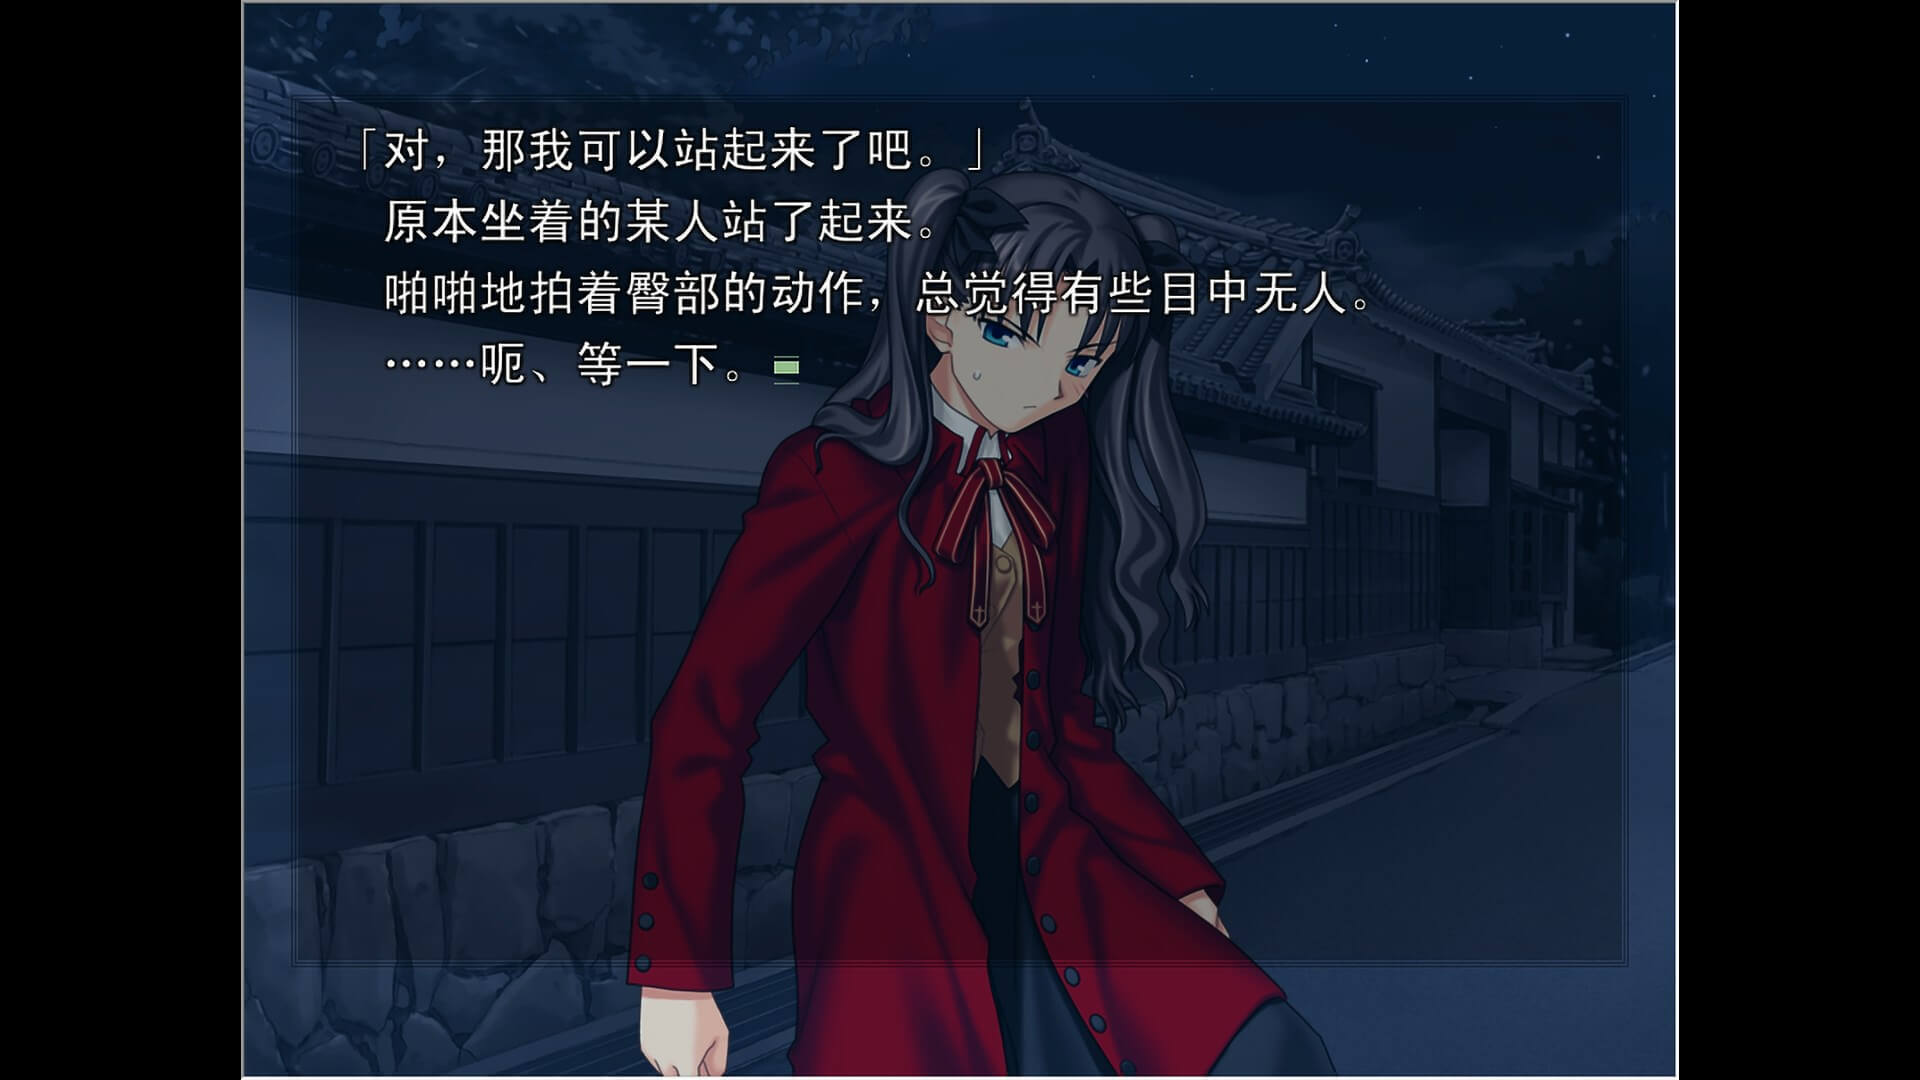 「对，那我可以站起来了吧。」
原本坐着的某人站了起来。
啪啪地拍着臀部的动作，总觉得有些目中无人。
……呃、等一下。